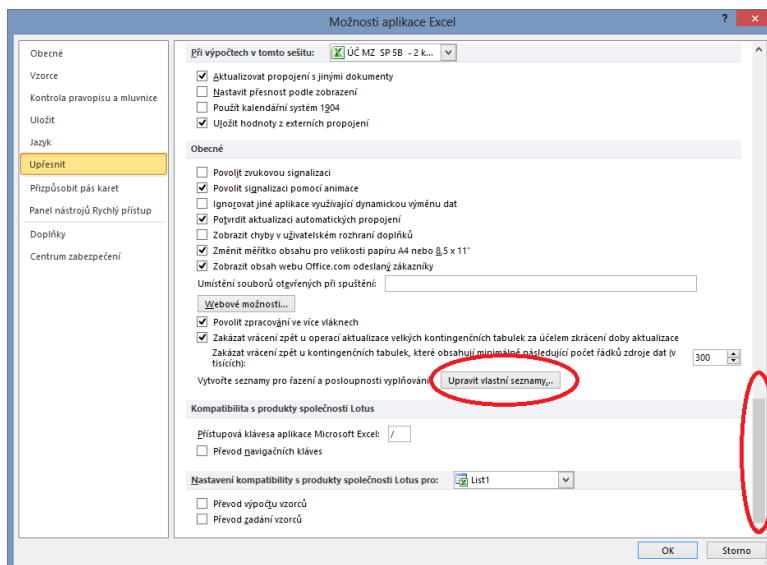 Možnosti aplikace Excel
?
Obecné
Vzorce
Kontrola pravopisu a mluvnice
Uložit
Jazyk
Upřesnit
Přizpůsobit pás karet
Panel nástrojů Rychlý přístup
Doplňky
Centrum zabezpečení
Při výpočtech v tomto sešitu: ÚČ MZ SP 5B - 2 k...
Aktualizovat propojení s jinými dokumenty
Nastavit přesnost podle zobrazení
Použít kalendářní systém 1904
Uložit hodnoty z externích propojení
Obecné
Povolit zvukovou signalizaci
Povolit signalizaci pomocí animace
Ignorovat jiné aplikace využívající dynamickou výměnu dat
Potvrdit aktualizaci automatických propojení
Zobrazit chyby v uživatelském rozhraní doplňků
Změnit měřítko obsahu pro velikosti papíru A4 nebo 8,5 x 11"
Zobrazit obsah webu Office.com odeslaný zákazníky
Umístění souborů otevřených při spuštění:
Webové možnosti...
Povolit zpracování ve více vláknech
Zakázat vrácení zpět u operací aktualizace velkých kontingenčních tabulek za účelem zkrácení doby aktualizace
Zakázat vrácení zpět u kontingenčních tabulek, které obsahují minimálně následující počet řádků zdroje dat (v
tisících): 300
Vytvořte seznamy pro řazení a posloupnosti vyplňování: Upravit vlastní seznamy...
Kompatibilita s produkty společnosti Lotus
Přístupová klávesa aplikace Microsoft Excel: /
Převod navigačních kláves
Nastavení kompatibility s produkty společnosti Lotus pro: List1
Převod výpočtu vzorců
Převod zadání vzorců
OK Storno